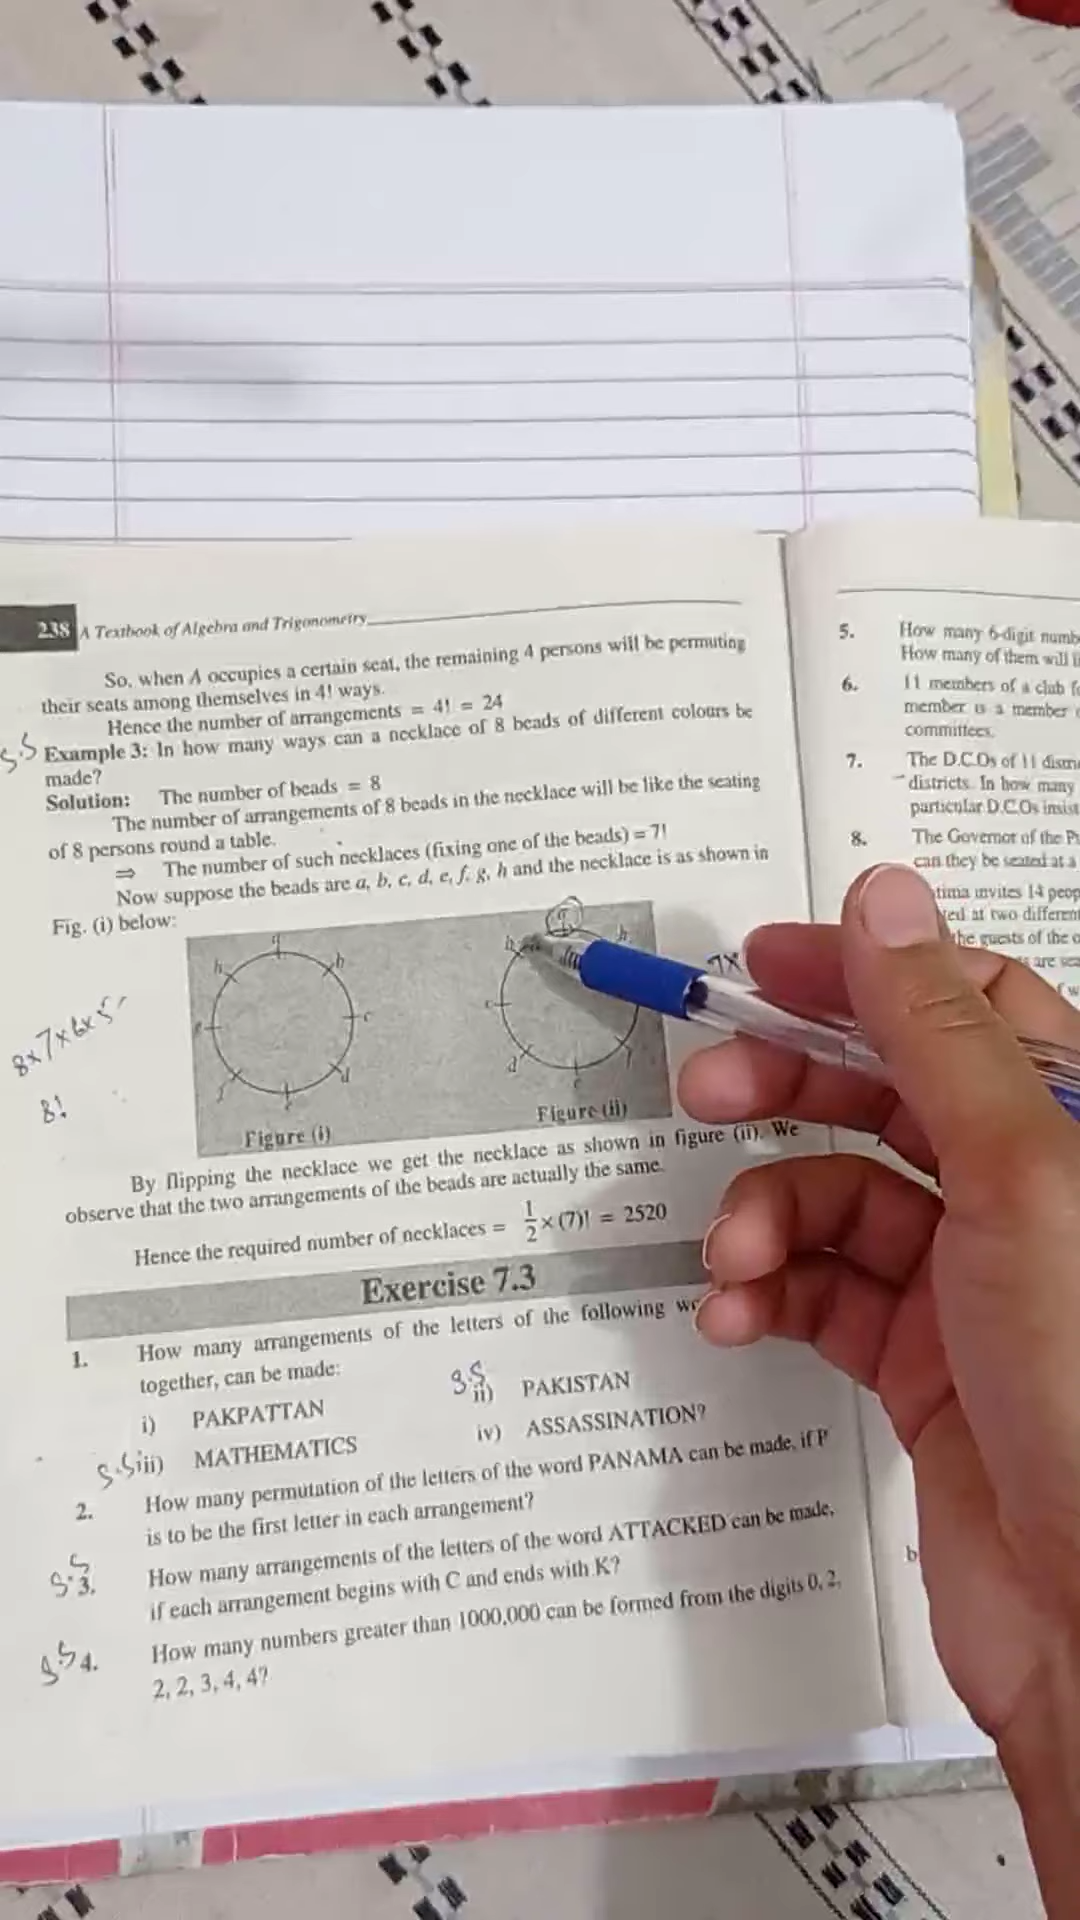 238 A Textbook of Algebra and Trigonometry
So, when A occupies a certain seat, the remaining 4 persons will be permuting
their seats among themselves in 4! ways.
Hence the number of arrangements = 4! = 24
S.S Example 3: In how many ways can a necklace of 8 beads of different colours be
made?
Solution: The number of beads = 8
The number of arrangements of 8 beads in the necklace will be like the seating
of 8 persons round a table.
⇒ The number of such necklaces (fixing one of the beads) = 7!
Now suppose the beads are a, b, c, d, e, f, g, h and the necklace is as shown in
Fig. (i) below:
a
h b
c
d
b h
c
d
8×7×6×5
8!
7×
Figure (i)
Figure (ii)
By flipping the necklace we get the necklace as shown in figure (ii). We
observe that the two arrangements of the beads are actually the same.
Hence the required number of necklaces = 1/2 × (7)! = 2520
Exercise 7.3
1. How many arrangements of the letters of the following
together, can be made:
i) PAKPATTAN
S.S ii) PAKISTAN
S.S iii) MATHEMATICS
iv) ASSASSINATION?
2. How many permutation of the letters of the word PANAMA can be made, if P
is to be the first letter in each arrangement?
S.S 3. How many arrangements of the letters of the word ATTACKED can be made,
if each arrangement begins with C and ends with K?
S.S 4. How many numbers greater than 1000,000 can be formed from the digits 0, 2,
2, 2, 3, 4, 4?
5. How many 6-digit
How many of them will
6. 11 members of a club
member is a member
committees.
7. The D.C.Os of 11
districts. In how many
particular D.C.Os insist
8. The Governor of the
can they be seated at a
invites 14
at two different
the guests of the
are